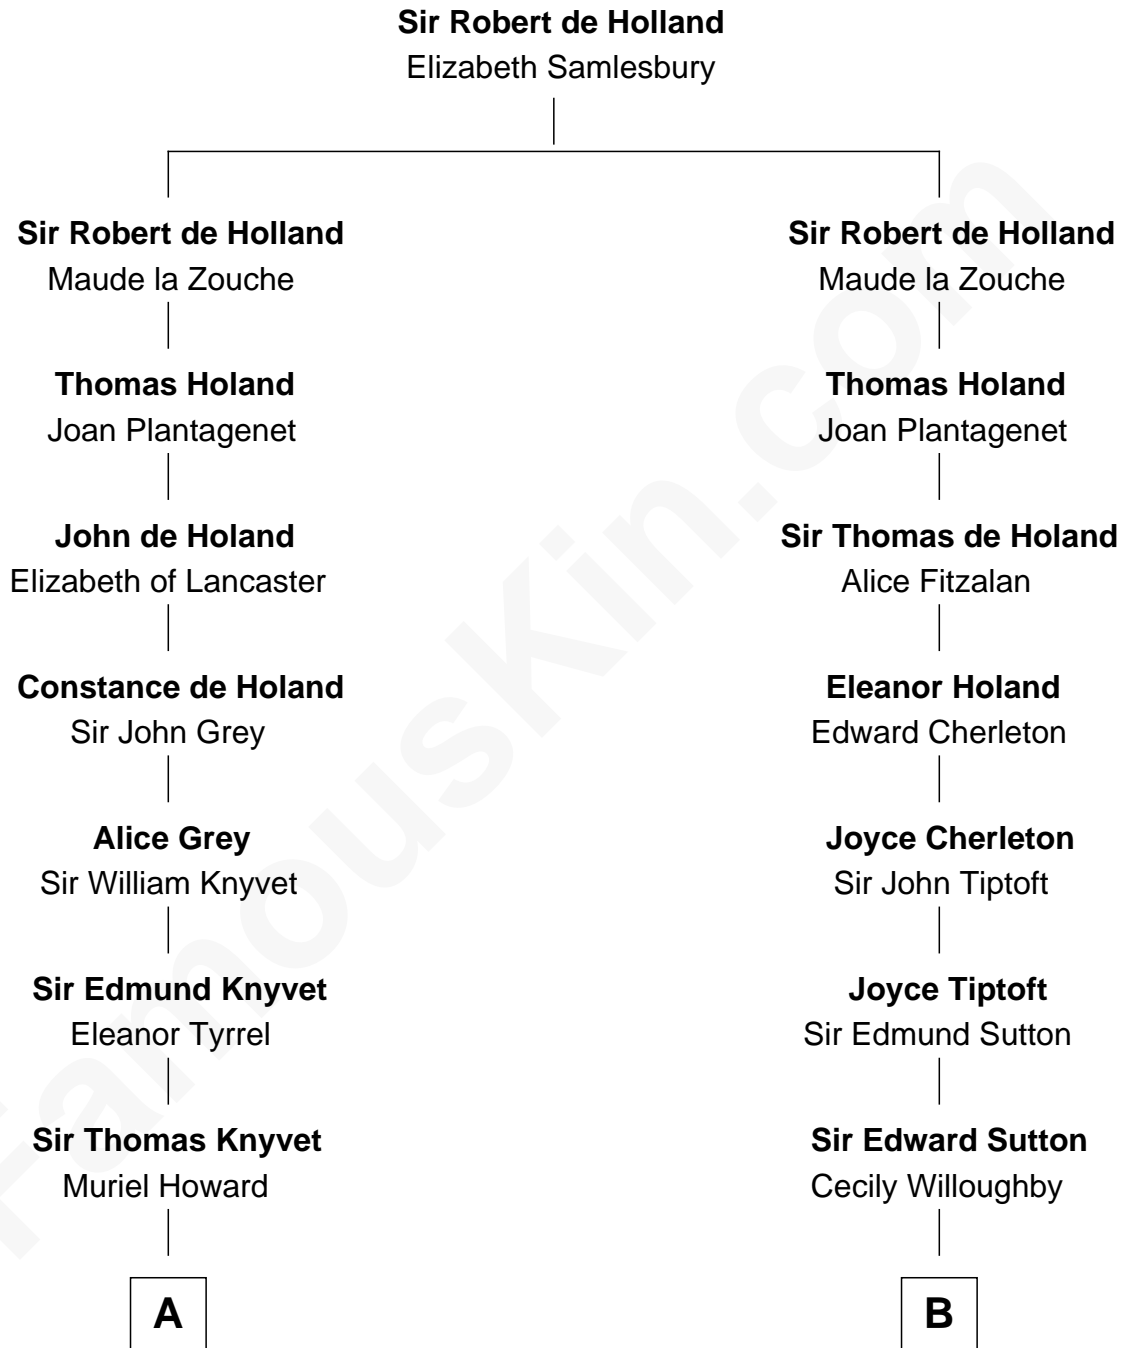 Sir Robert de Holland
Elizabeth Samlesbury
Sir Robert de Holland
Maude la Zouche
Thomas Holand
Joan Plantagenet
John de Holand
Elizabeth of Lancaster
Constance de Holand
Sir John Grey
Alice Grey
Sir William Knyvet
Sir Edmund Knyvet
Eleanor Tyrrel
Sir Thomas Knyvet
Muriel Howard
A
Sir Robert de Holland
Maude la Zouche
Thomas Holand
Joan Plantagenet
Sir Thomas de Holand
Alice Fitzalan
Eleanor Holand
Edward Cherleton
Joyce Cherleton
Sir John Tiptoft
Joyce Tiptoft
Sir Edmund Sutton
Sir Edward Sutton
Cecily Willoughby
B
FamousKin.com